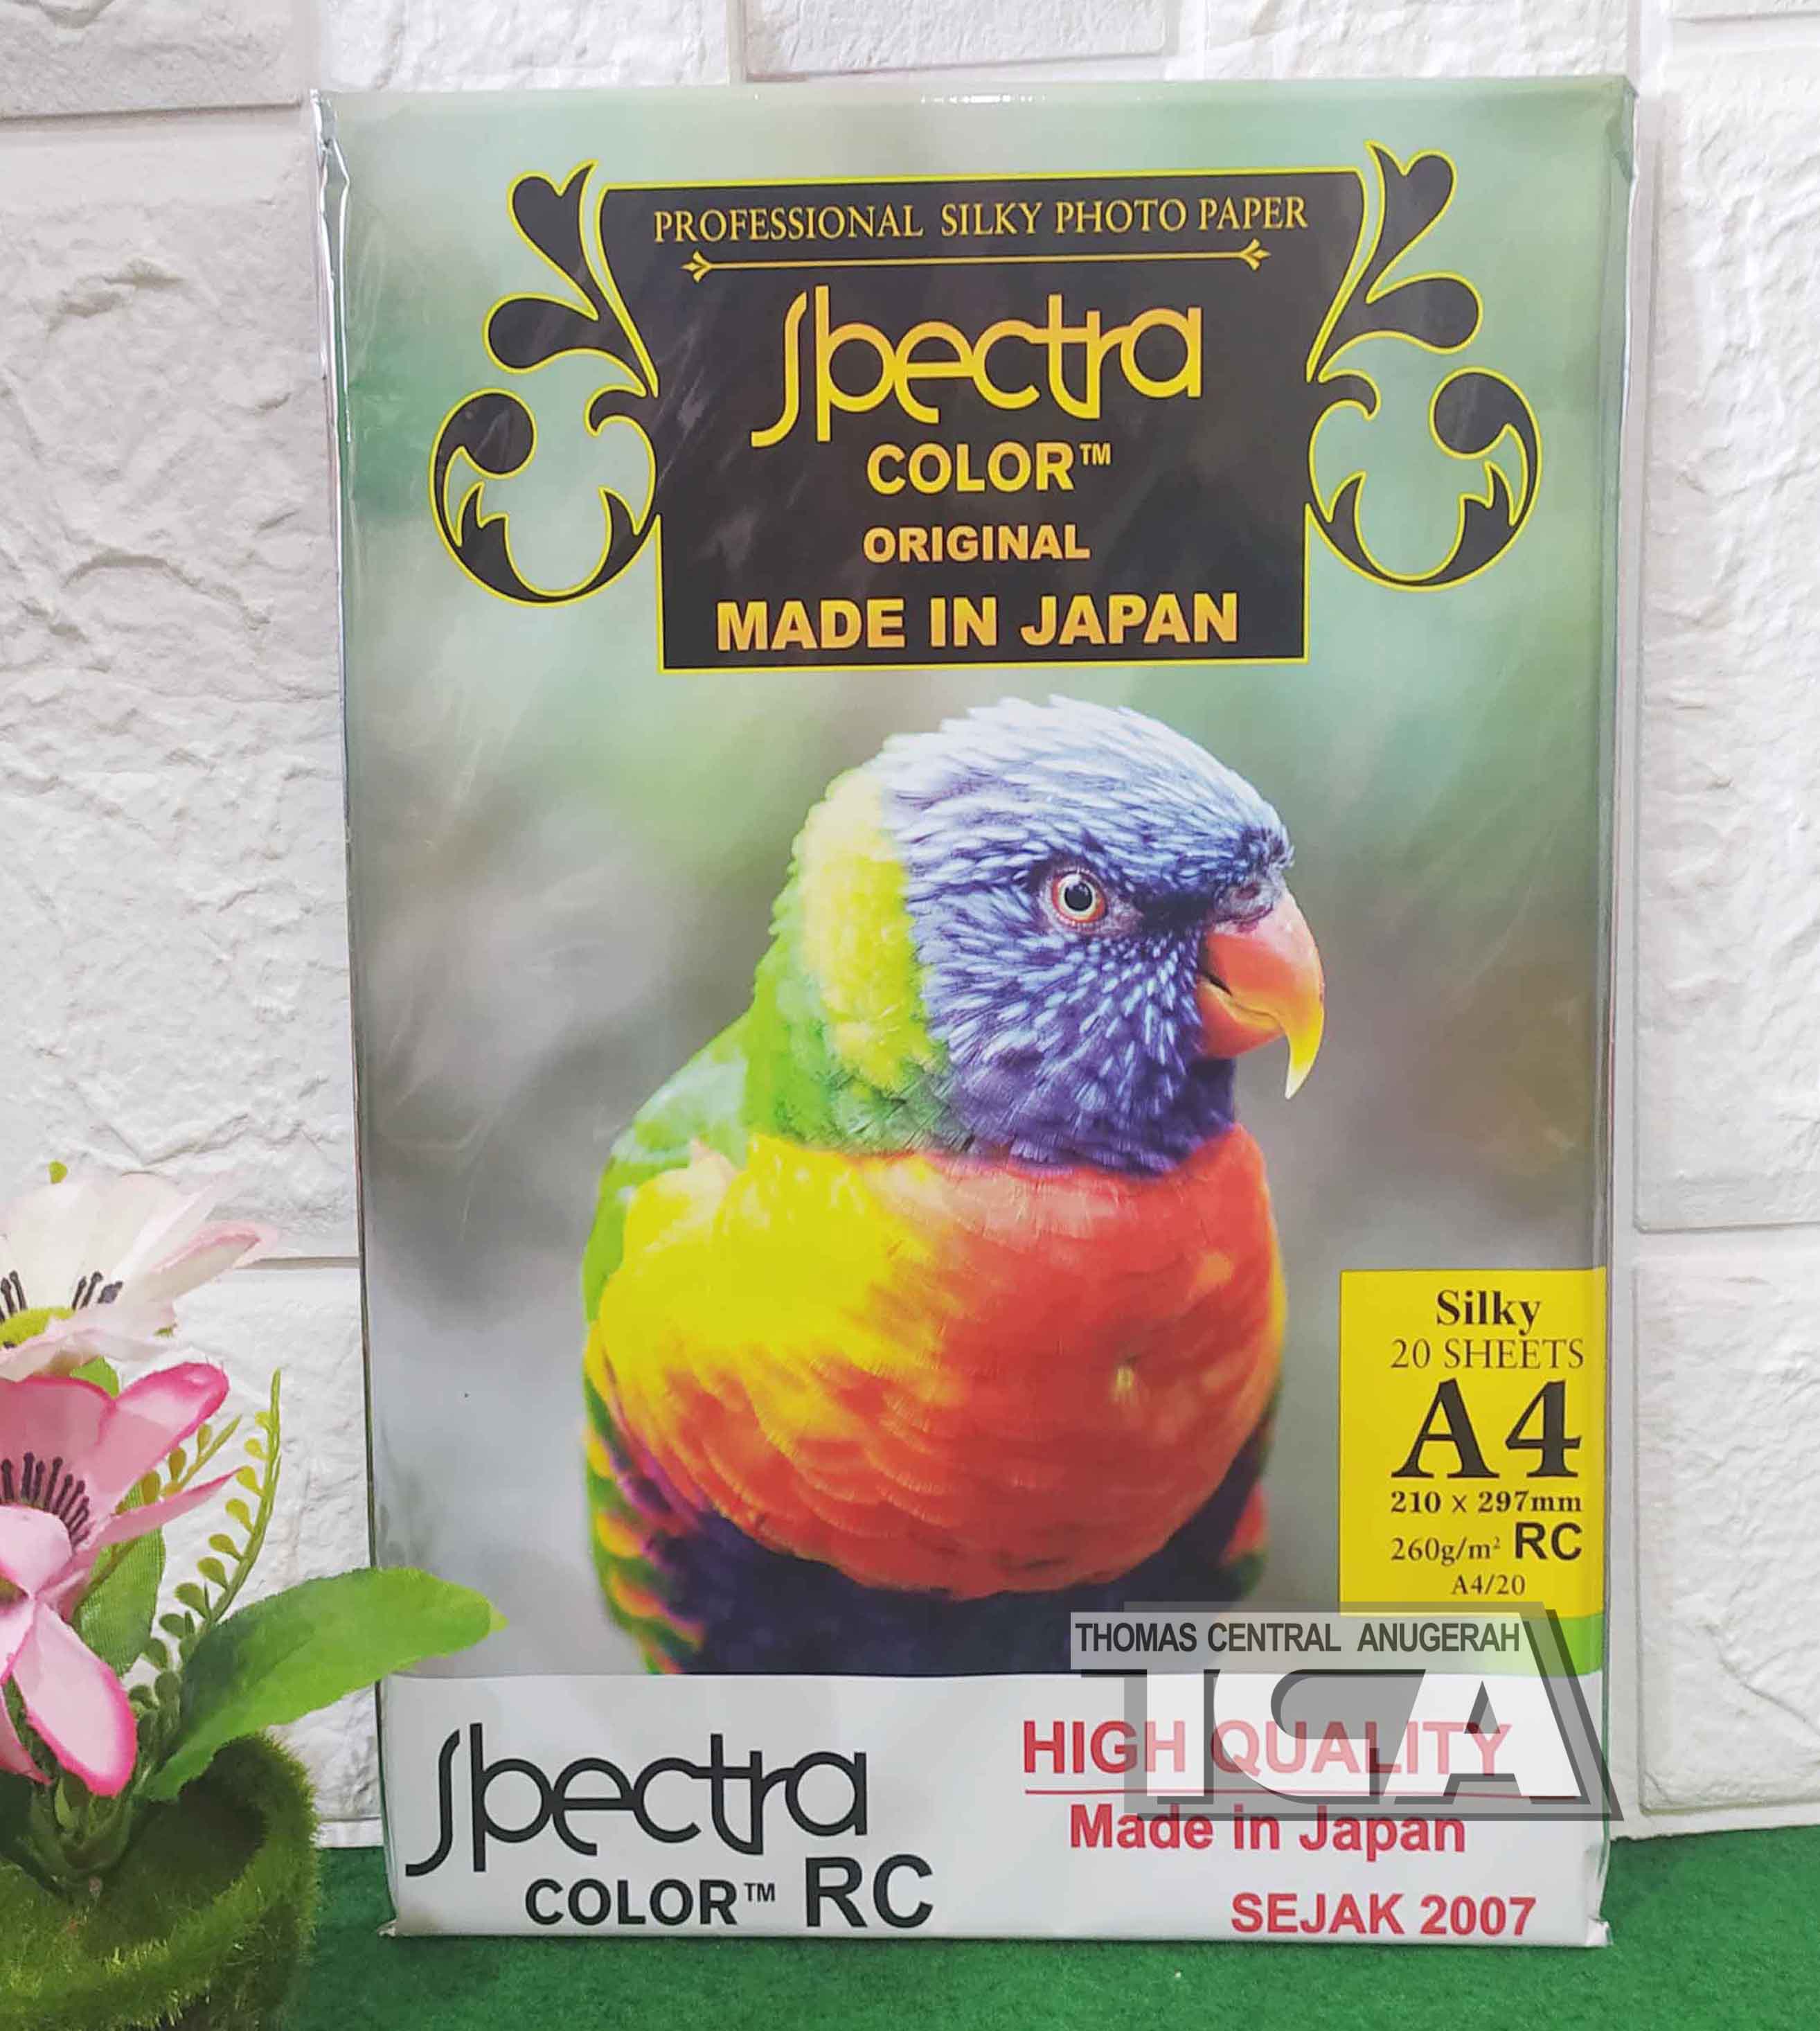 PROFESSIONAL SILKY PHOTO PAPER
Spectra
COLOR™
ORIGINAL
MADE IN JAPAN
Silky
20 SHEETS
A4
210 x 297mm
260g/m² RC
A4/20
THOMAS CENTRAL ANUGERAH
TCA
Spectra
COLOR™ RC
HIGH QUALITY
Made in Japan
SEJAK 2007